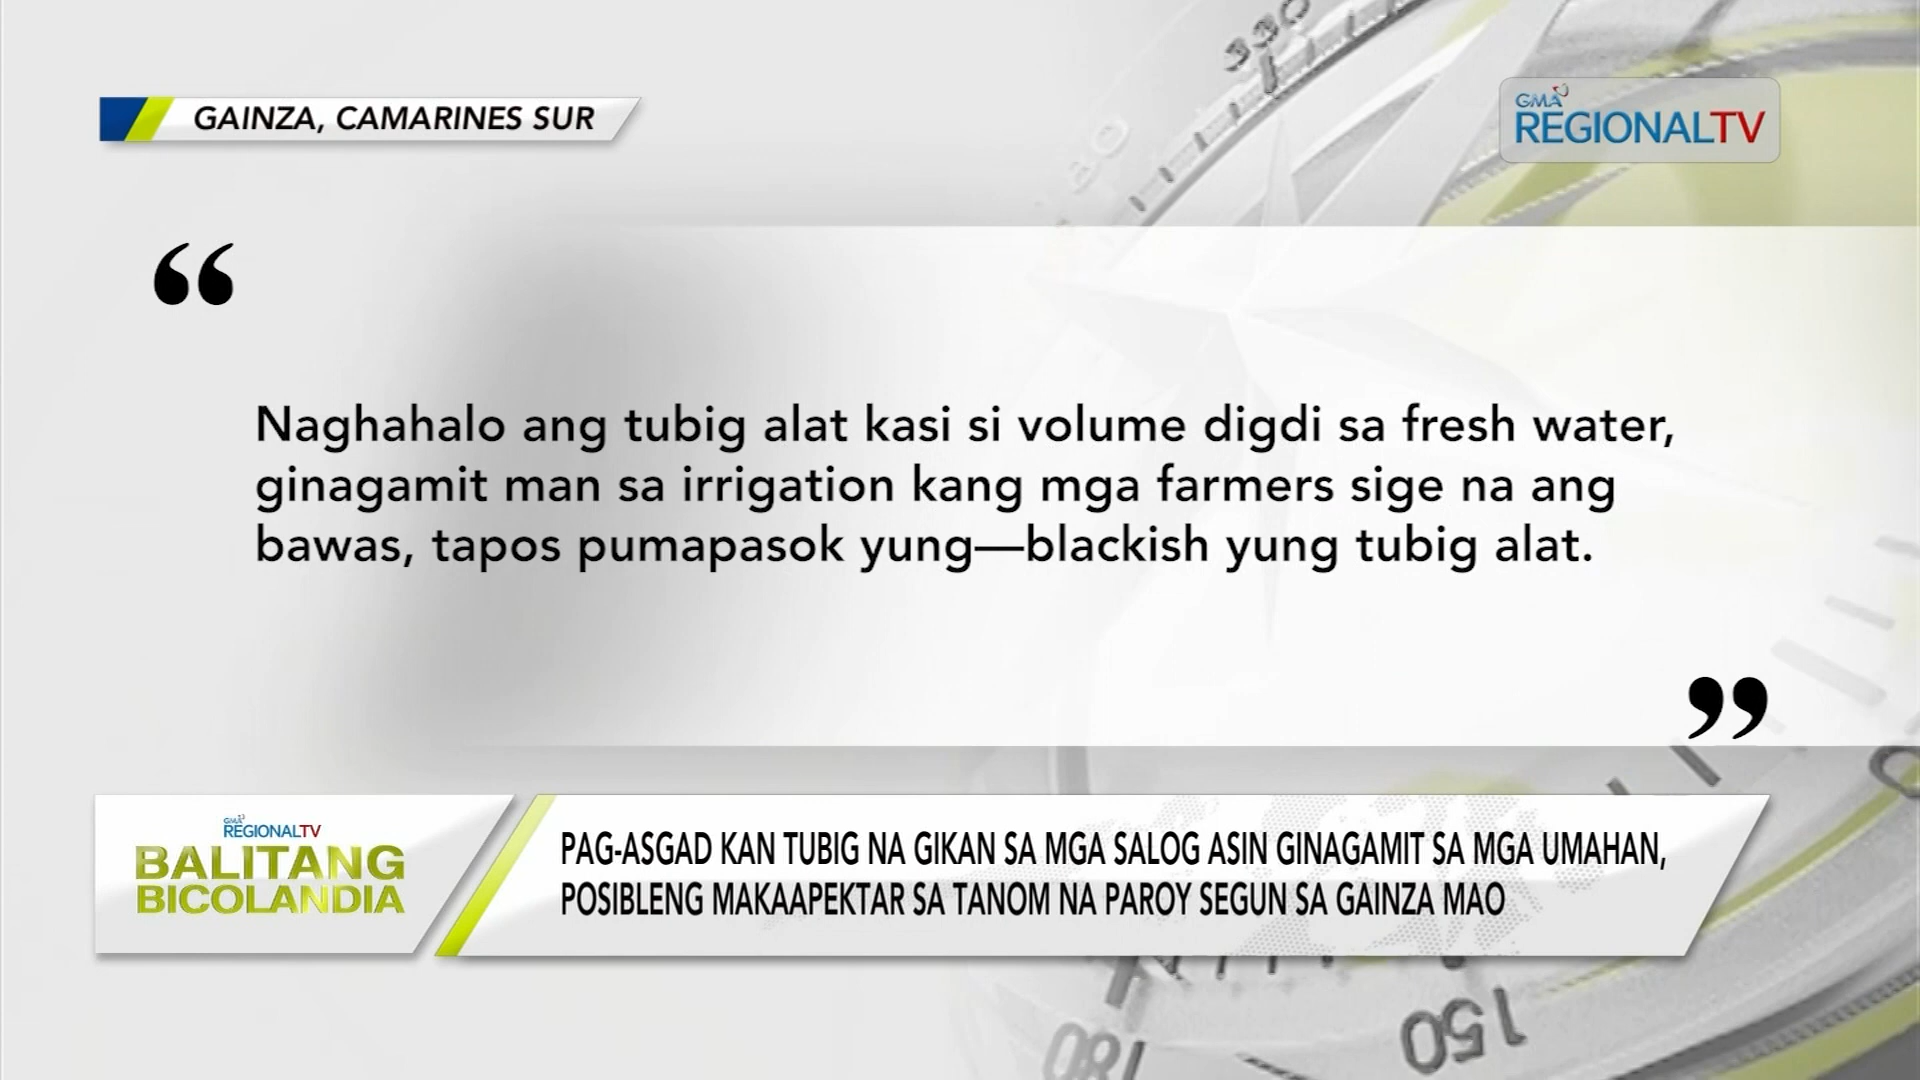 330
GAINZA, CAMARINES SUR
GMA
REGIONALTV
“
Naghahalo ang tubig alat kasi si volume digdi sa fresh water,
ginagamit man sa irrigation kang mga farmers sige na ang
bawas, tapos pumapasok yung—blackish yung tubig alat.
”
GMA
REGIONALTV
BALITANG
BICOLANDIA
PAG-ASGAD KAN TUBIG NA GIKAN SA MGA SALOG ASIN GINAGAMIT SA MGA UMAHAN,
POSIBLENG MAKAAPEKTAR SA TANOM NA PAROY SEGUN SA GAINZA MAO
150
180